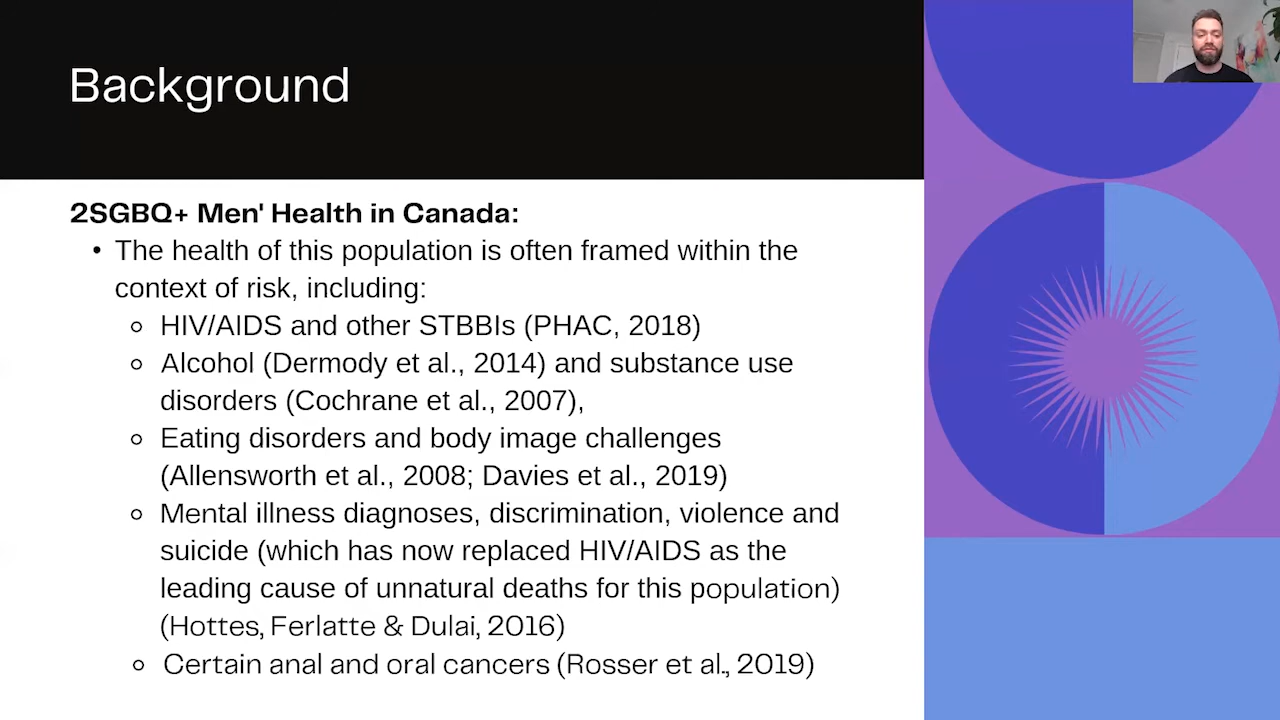 Background
2SGBQ+ Men' Health in Canada:
• The health of this population is often framed within the
context of risk, including:
○ HIV/AIDS and other STBBIs (PHAC, 2018)
○ Alcohol (Dermody et al., 2014) and substance use
disorders (Cochrane et al., 2007),
○ Eating disorders and body image challenges
(Allensworth et al., 2008; Davies et al., 2019)
○ Mental illness diagnoses, discrimination, violence and
suicide (which has now replaced HIV/AIDS as the
leading cause of unnatural deaths for this population)
(Hottes, Ferlatte & Dulai, 2016)
○ Certain anal and oral cancers (Rosser et al., 2019)